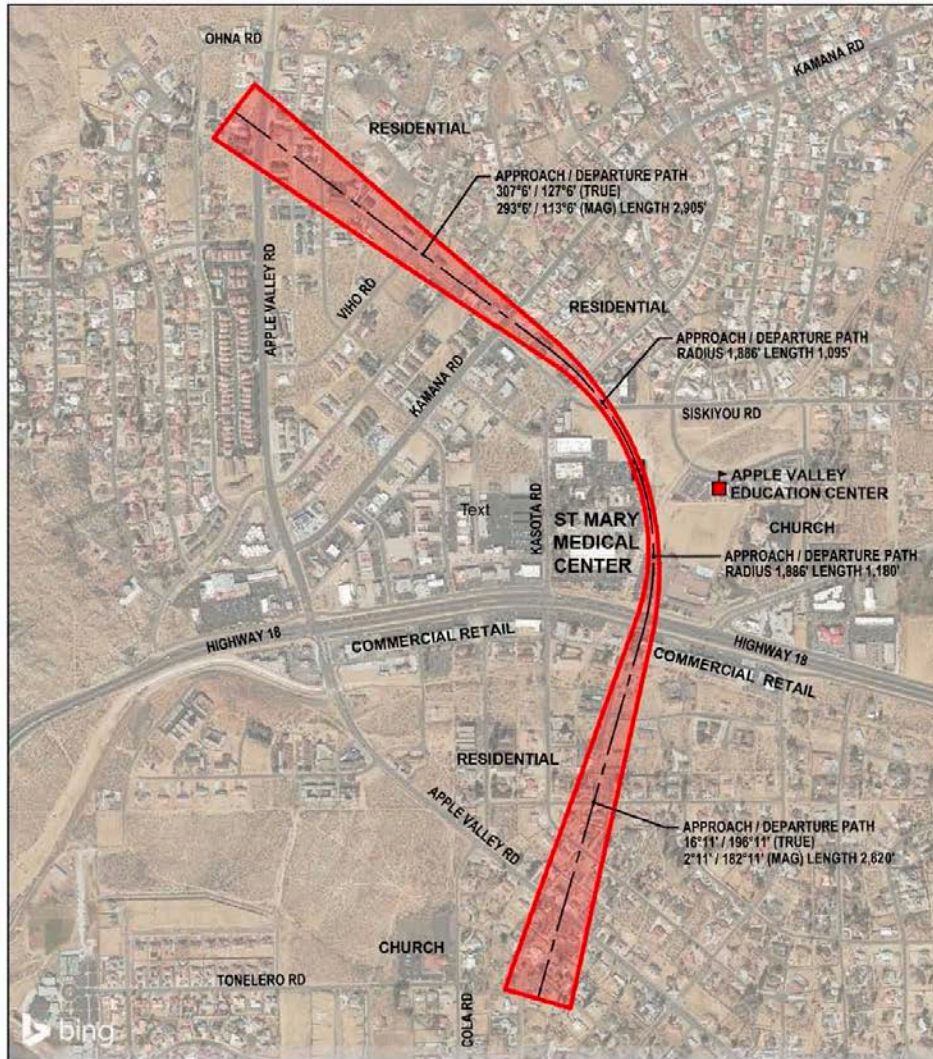 OHNA RD
KAMANA RD
RESIDENTIAL
APPROACH / DEPARTURE PATH
307°6' / 127°6' (TRUE)
293°6' / 113°6' (MAG) LENGTH 2,905'
APPLE VALLEY RD
VIHO RD
RESIDENTIAL
APPROACH / DEPARTURE PATH
RADIUS 1,886' LENGTH 1,095'
KAMANA RD
SISKIYOU RD
APPLE VALLEY
EDUCATION CENTER
Text
KASOTA RD
ST MARY
MEDICAL
CENTER
CHURCH
APPROACH / DEPARTURE PATH
RADIUS 1,886' LENGTH 1,180'
HIGHWAY 18
COMMERCIAL RETAIL
HIGHWAY 18
COMMERCIAL RETAIL
RESIDENTIAL
APPLE VALLEY RD
APPROACH / DEPARTURE PATH
16°11' / 196°11' (TRUE)
2°11' / 182°11' (MAG) LENGTH 2,820'
CHURCH
TONELERO RD
COLA RD
bing